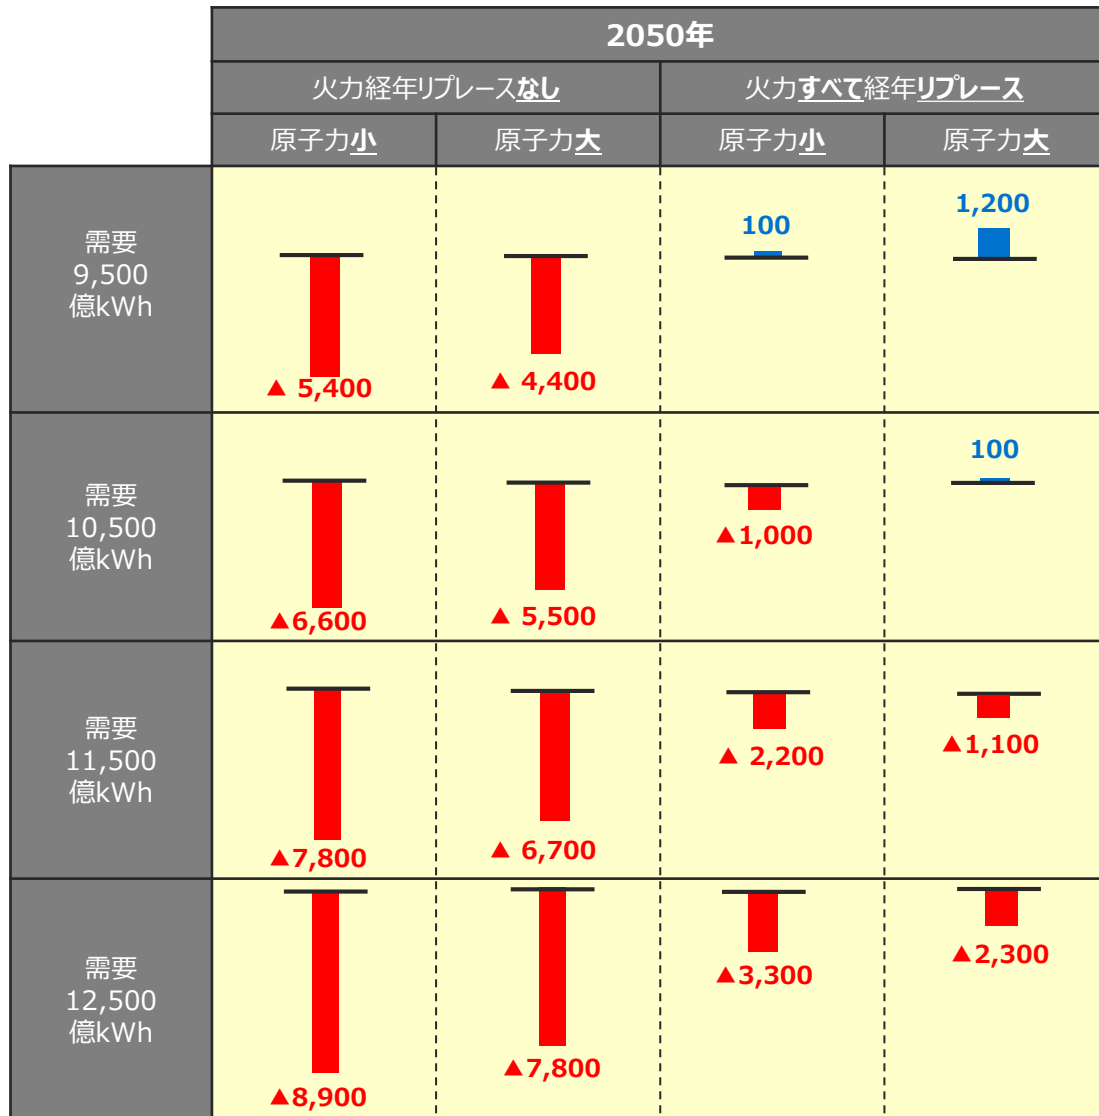 2050年
火力経年リプレースなし
火力すべて経年リプレース
原子力小
原子力大
原子力小
原子力大
需要
9,500
億kWh
▲ 5,400
▲ 4,400
100
1,200
需要
10,500
億kWh
▲6,600
▲ 5,500
▲1,000
100
需要
11,500
億kWh
▲7,800
▲ 6,700
▲ 2,200
▲1,100
需要
12,500
億kWh
▲8,900
▲7,800
▲3,300
▲2,300